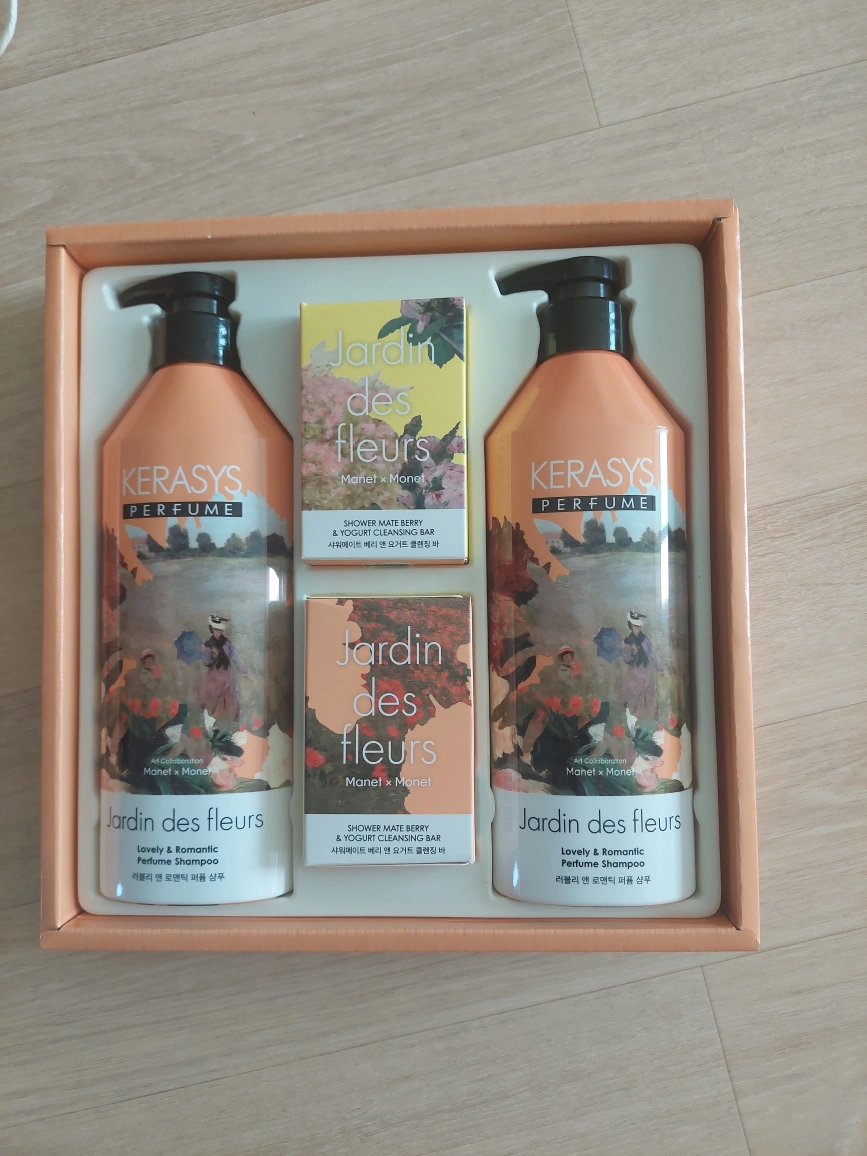 KERASYS
PERFUME
Art Collaboration
Manet × Monet
Jardin des fleurs
Lovely & Romantic
Perfume Shampoo
러블리 앤 로맨틱 퍼퓸 샴푸
Jardin
des
fleurs
Manet × Monet
SHOWER MATE BERRY
& YOGURT CLEANSING BAR
샤워메이트 베리 앤 요거트 클렌징 바
Jardin
des
fleurs
Manet × Monet
SHOWER MATE BERRY
& YOGURT CLEANSING BAR
샤워메이트 베리 앤 요거트 클렌징 바
KERASYS
PERFUME
Art Collaboration
Manet × Monet
Jardin des fleurs
Lovely & Romantic
Perfume Shampoo
러블리 앤 로맨틱 퍼퓸 샴푸